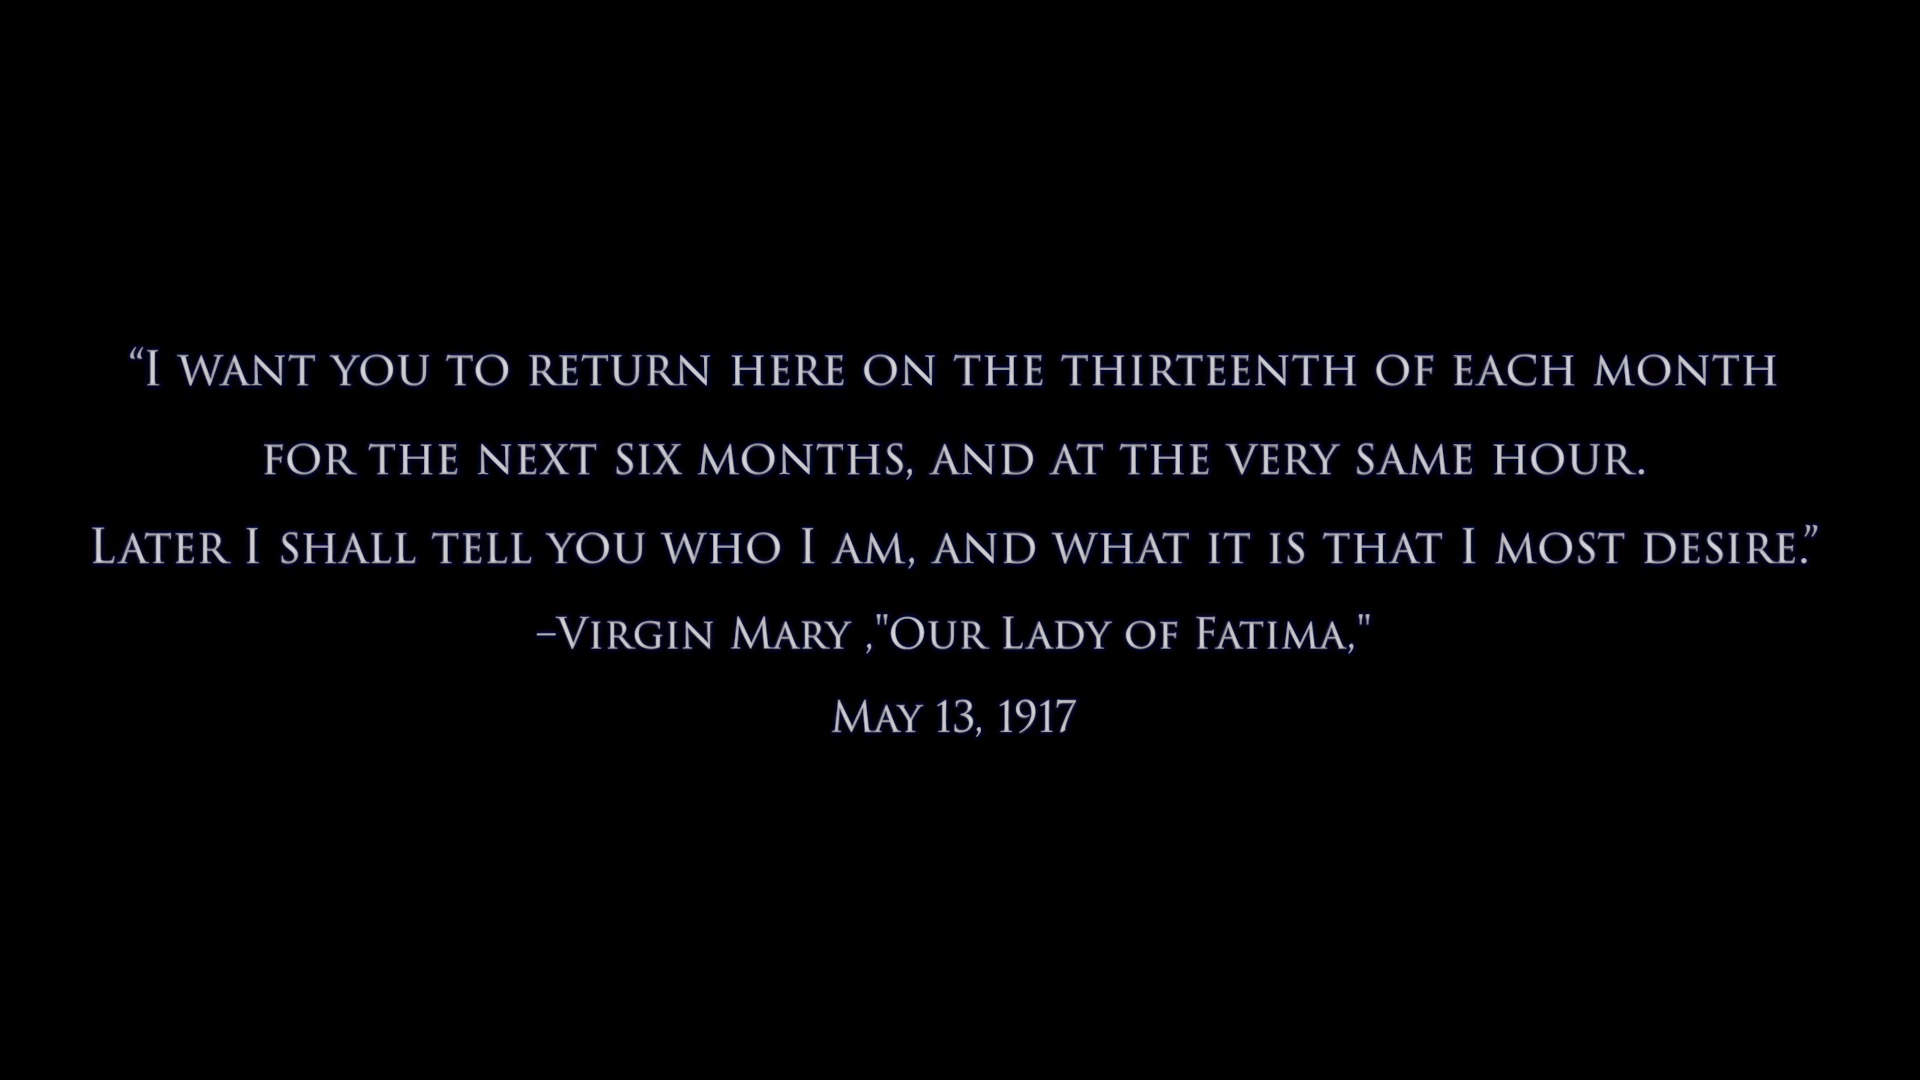 “I want you to return here on the thirteenth of each month
for the next six months, and at the very same hour.
Later I shall tell you who I am, and what it is that I most desire.”
–Virgin Mary ,"Our Lady of Fatima,"
May 13, 1917